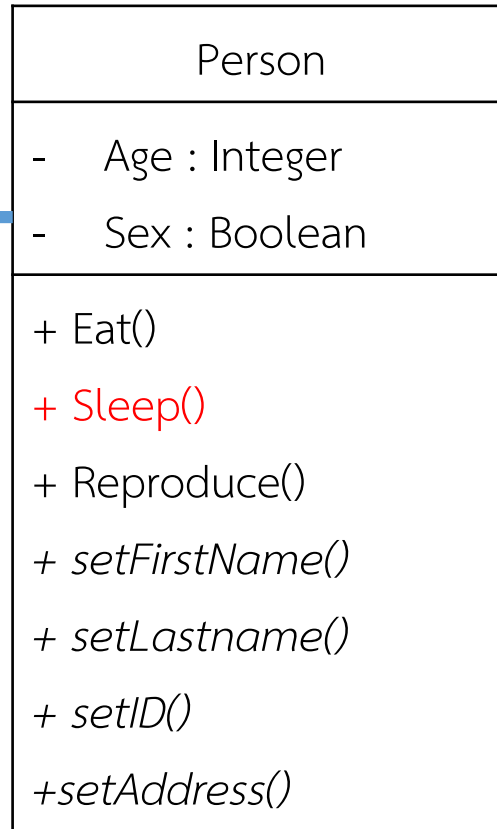 Person
- Age : Integer
- Sex : Boolean
+ Eat()
+ Sleep()
+ Reproduce()
+ setFirstName()
+ setLastname()
+ setID()
+setAddress()